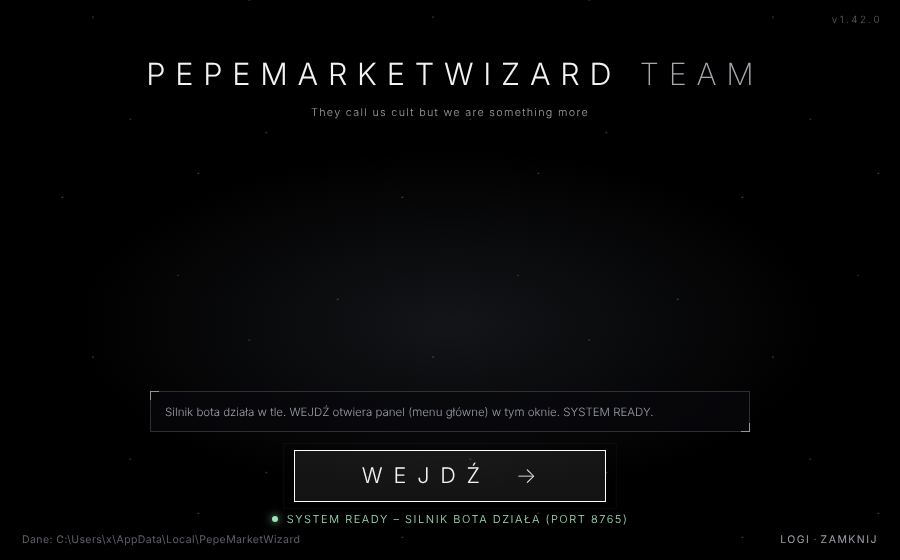 v1.42.0
PEPEMARKETWIZARD TEAM
They call us cult but we are something more
Silnik bota działa w tle. WEJDŹ otwiera panel (menu główne) w tym oknie. SYSTEM READY.
WEJDŹ →
SYSTEM READY – SILNIK BOTA DZIAŁA (PORT 8765)
Dane: C:\Users\x\AppData\Local\PepeMarketWizard
LOGI · ZAMKNIJ